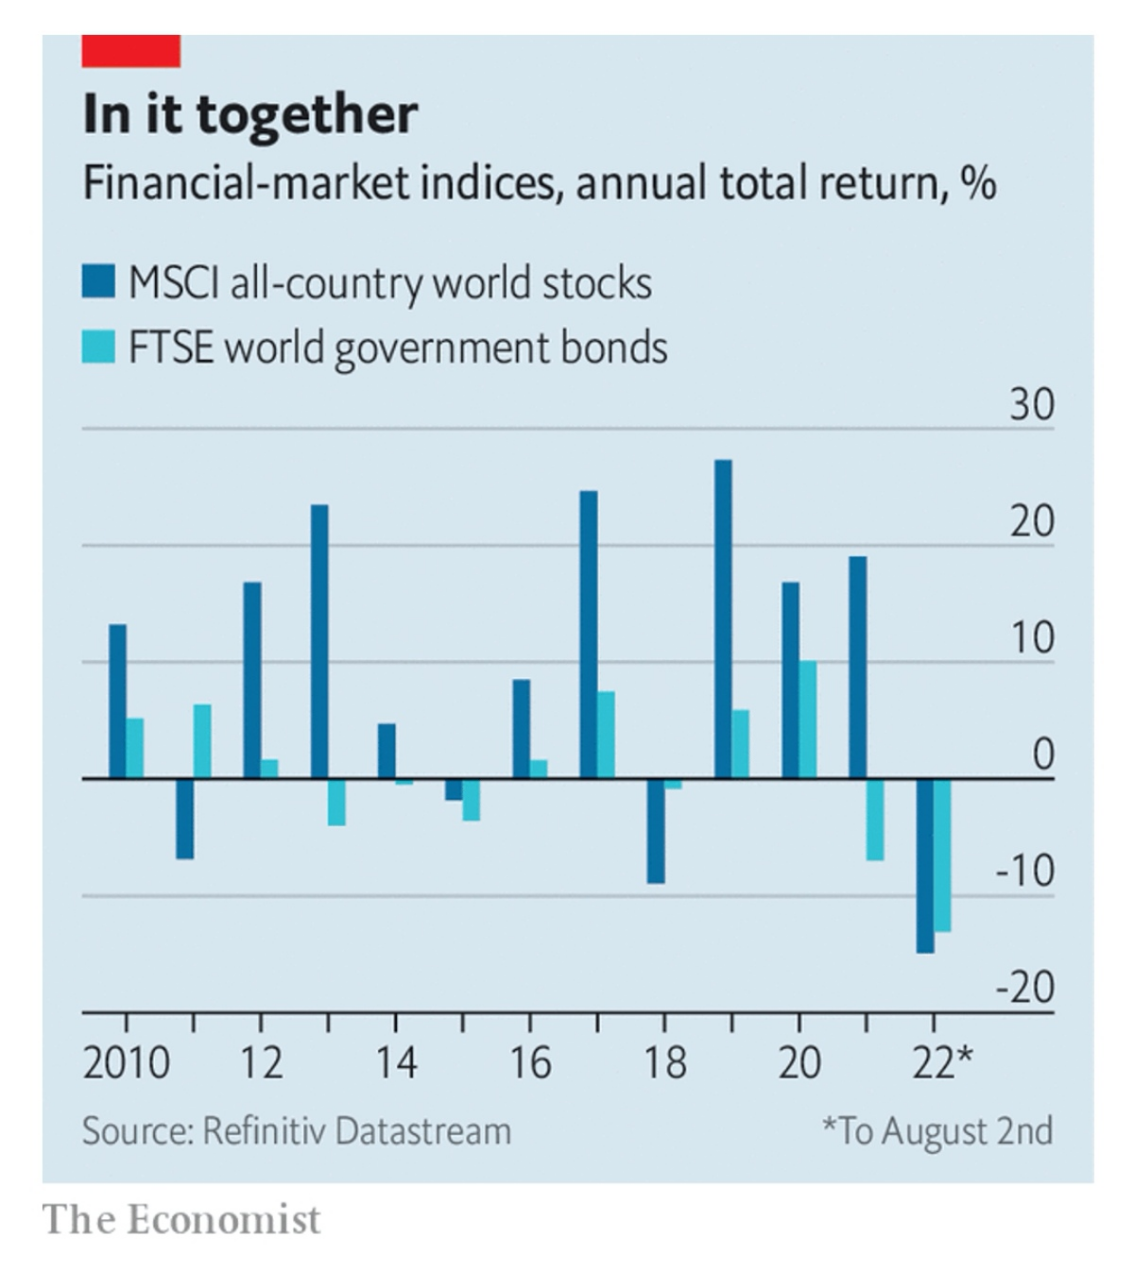 In it together
Financial-market indices, annual total return, %
MSCI all-country world stocks
FTSE world government bonds
30
20
10
0
-10
-20
2010 12 14 16 18 20 22*
Source: Refinitiv Datastream *To August 2nd
The Economist